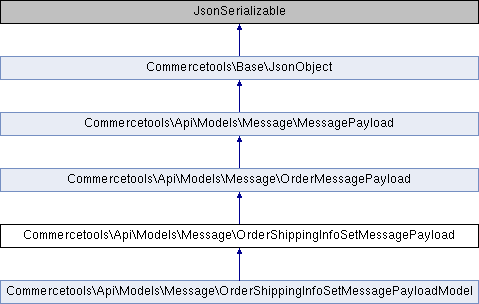 JsonSerializable
Commercetools\Base\JsonObject
Commercetools\Api\Models\Message\MessagePayload
Commercetools\Api\Models\Message\OrderMessagePayload
Commercetools\Api\Models\Message\OrderShippingInfoSetMessagePayload
Commercetools\Api\Models\Message\OrderShippingInfoSetMessagePayloadModel